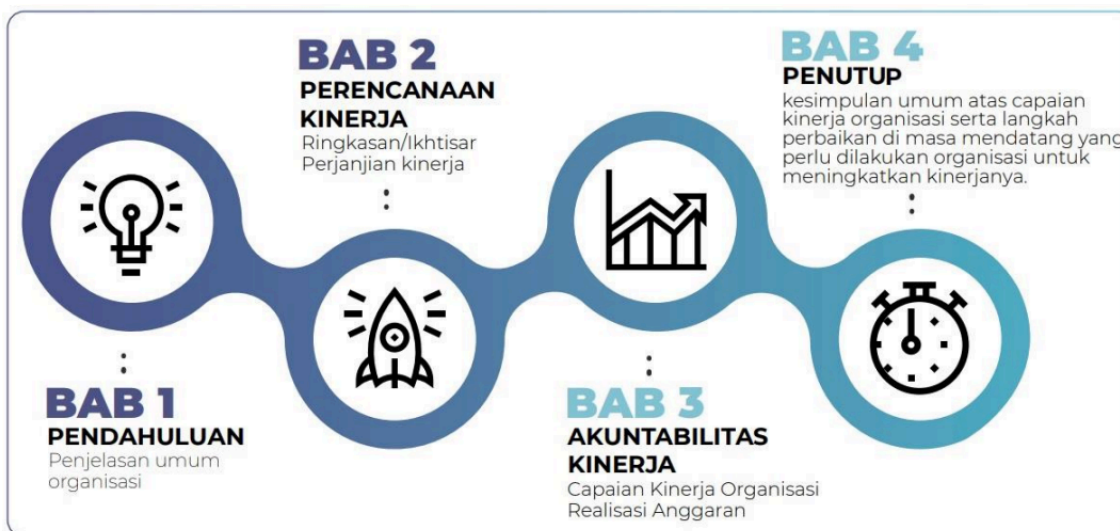 BAB 1
PENDAHULUAN
Penjelasan umum
organisasi
BAB 2
PERENCANAAN
KINERJA
Ringkasan/Ikhtisar
Perjanjian kinerja
BAB 3
AKUNTABILITAS
KINERJA
Capaian Kinerja Organisasi
Realisasi Anggaran
BAB 4
PENUTUP
kesimpulan umum atas capaian
kinerja organisasi serta langkah
perbaikan di masa mendatang yang
perlu dilakukan organisasi untuk
meningkatkan kinerjanya.